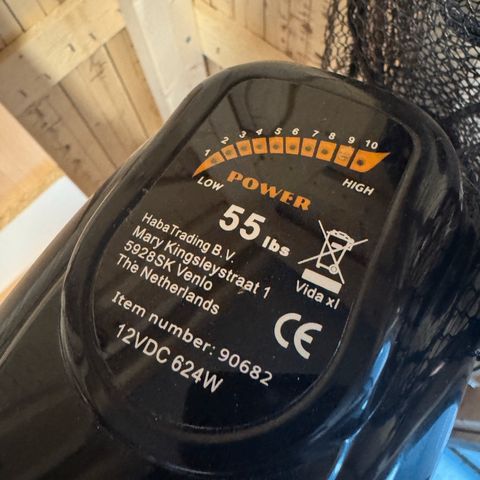 1 2 3 4 5 6 7 8 9 10
LOW POWER HIGH
55 lbs
HabaTrading B.V.
Mary Kingsleystraat 1
5928SK Venlo
The Netherlands
Vida xl
Item number: 90682
12VDC 624W
CE